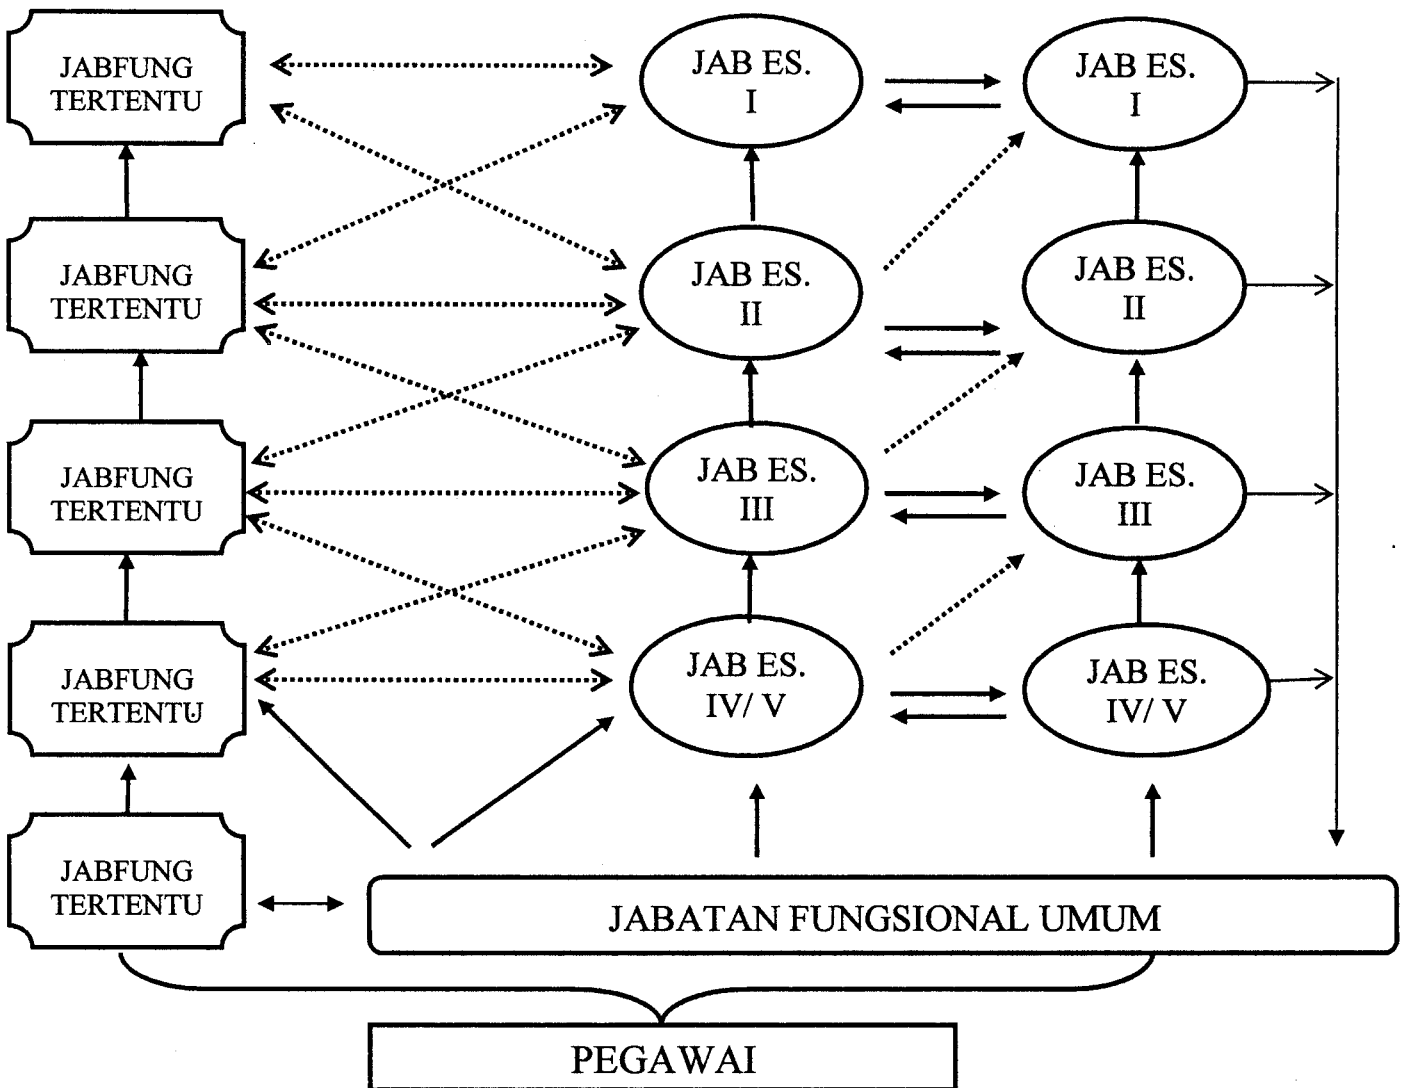 JABFUNG
TERTENTU
JAB ES.
I
JAB ES.
I
JABFUNG
TERTENTU
JAB ES.
II
JAB ES.
II
JABFUNG
TERTENTU
JAB ES.
III
JAB ES.
III
JABFUNG
TERTENTU
JAB ES.
IV/ V
JAB ES.
IV/ V
JABFUNG
TERTENTU
JABATAN FUNGSIONAL UMUM
PEGAWAI